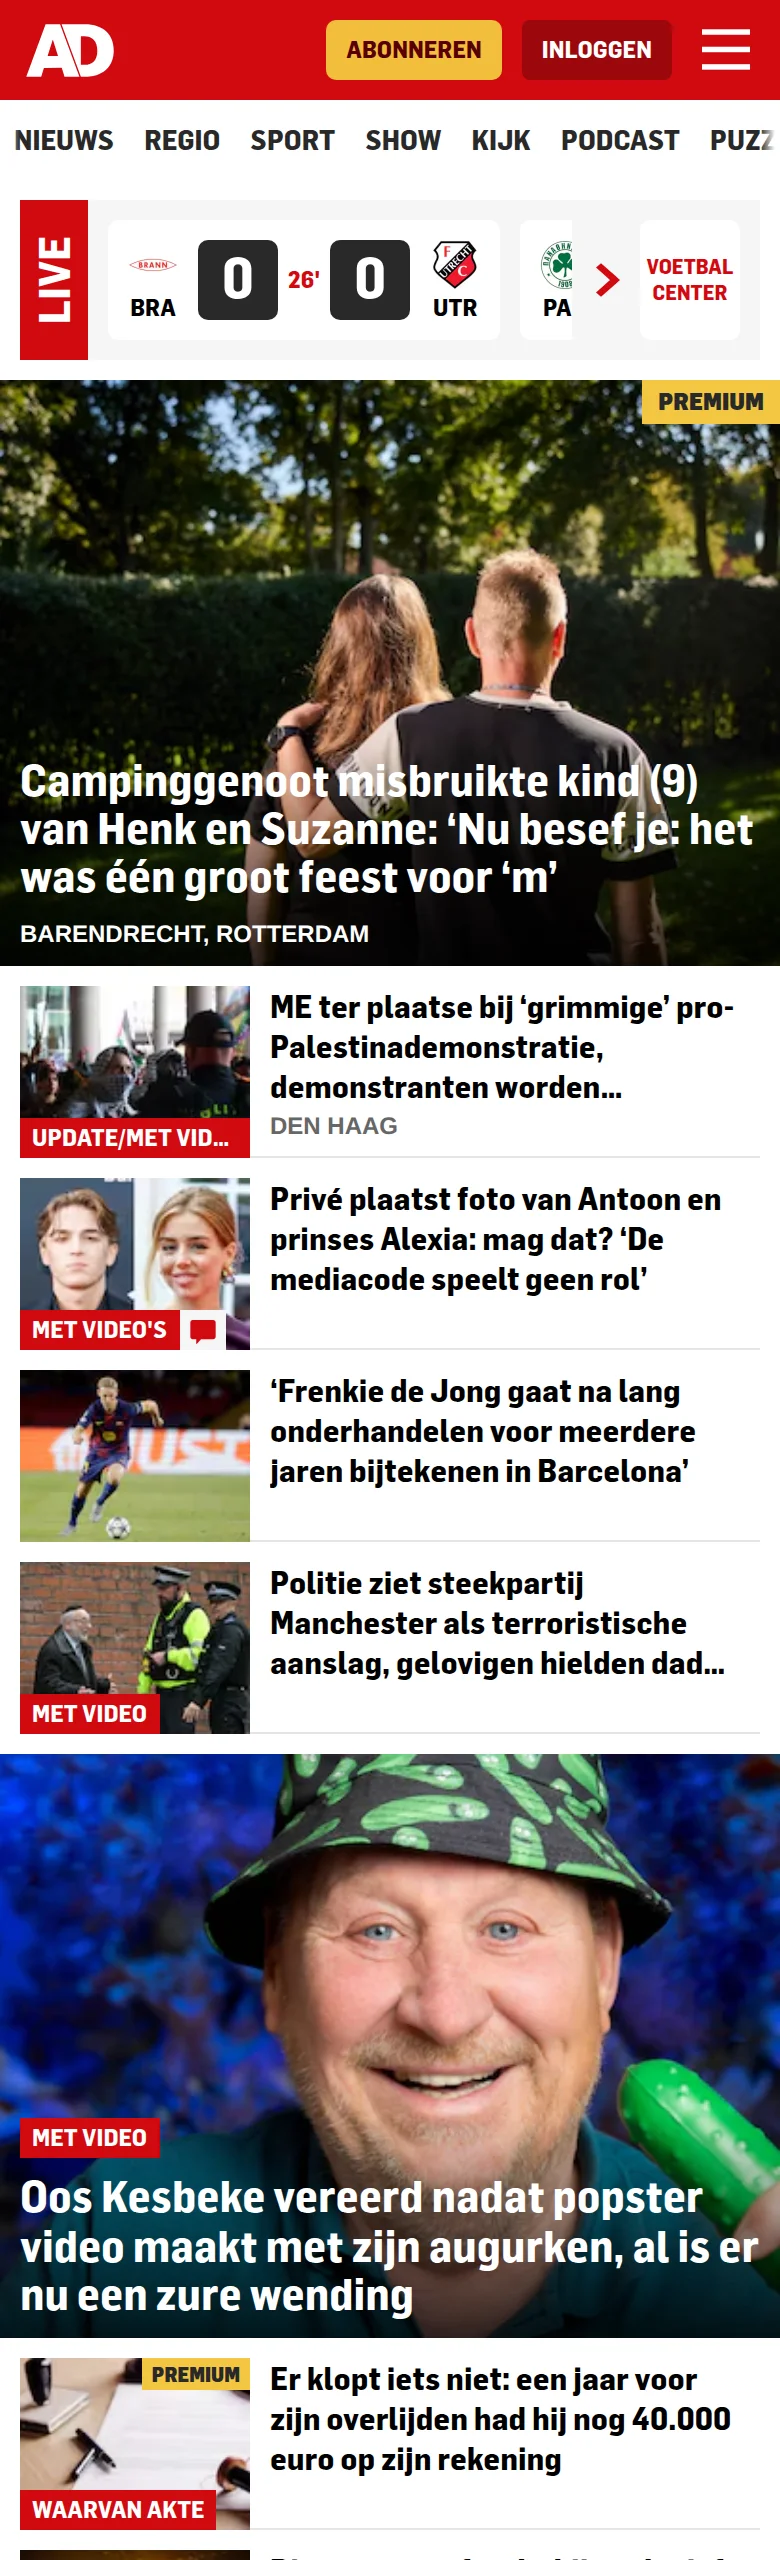 AD
ABONNEREN
INLOGGEN
NIEUWS REGIO SPORT SHOW KIJK PODCAST PUZZ
LIVE
BRANN
BRA
0
26'
0
FC UTRECHT
UTR
1908
PA
VOETBAL
CENTER
PREMIUM
Campinggenoot misbruikte kind (9)
van Henk en Suzanne: ‘Nu besef je: het
was één groot feest voor ‘m’
BARENDRECHT, ROTTERDAM
UPDATE/MET VID...
ME ter plaatse bij ‘grimmige’ pro-
Palestinademonstratie,
demonstranten worden...
DEN HAAG
MET VIDEO'S
Privé plaatst foto van Antoon en
prinses Alexia: mag dat? ‘De
mediacode speelt geen rol’
‘Frenkie de Jong gaat na lang
onderhandelen voor meerdere
jaren bijtekenen in Barcelona’
MET VIDEO
Politie ziet steekpartij
Manchester als terroristische
aanslag, gelovigen hielden dad...
MET VIDEO
Oos Kesbeke vereerd nadat popster
video maakt met zijn augurken, al is er
nu een zure wending
PREMIUM
WAARVAN AKTE
Er klopt iets niet: een jaar voor
zijn overlijden had hij nog 40.000
euro op zijn rekening